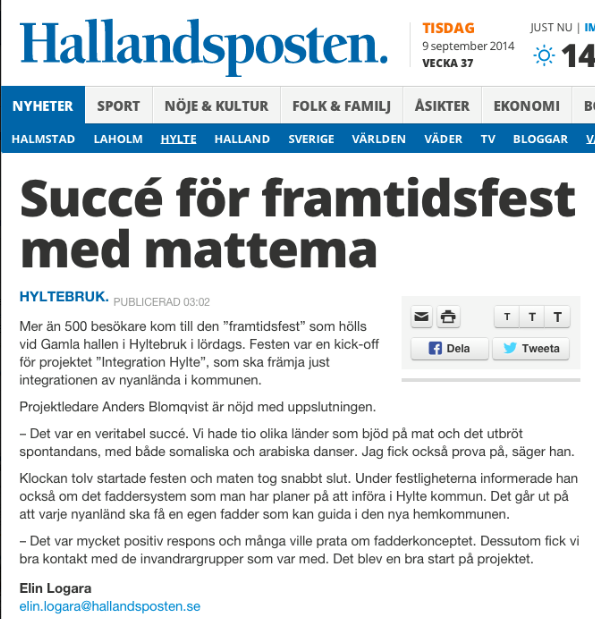 Hallandsposten.
TISDAG
9 september 2014
VECKA 37
JUST NU | IM
14
NYHETER SPORT NÖJE & KULTUR FOLK & FAMILJ ÅSIKTER EKONOMI B
HALMSTAD LAHOLM HYLTE HALLAND SVERIGE VÄRLDEN VÄDER TV BLOGGAR
Succé för framtidsfest
med mattema
HYLTEBRUK. PUBLICERAD 03:02
T T T
Dela Tweeta
Mer än 500 besökare kom till den ”framtidsfest” som hölls
vid Gamla hallen i Hyltebruk i lördags. Festen var en kick-off
för projektet ”Integration Hylte”, som ska främja just
integrationen av nyanlända i kommunen.
Projektledare Anders Blomqvist är nöjd med uppslutningen.
– Det var en veritabel succé. Vi hade tio olika länder som bjöd på mat och det utbröt
spontandans, med både somaliska och arabiska danser. Jag fick också prova på, säger han.
Klockan tolv startade festen och maten tog snabbt slut. Under festligheterna informerade han
också om det faddersystem som man har planer på att införa i Hylte kommun. Det går ut på
att varje nyanländ ska få en egen fadder som kan guida i den nya hemkommunen.
– Det var mycket positiv respons och många ville prata om fadderkonceptet. Dessutom fick vi
bra kontakt med de invandrargrupper som var med. Det blev en bra start på projektet.
Elin Logara
elin.logara@hallandsposten.se